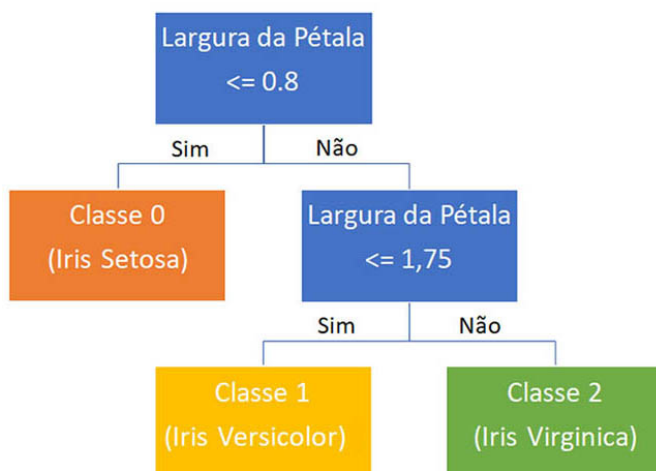 Largura da Pétala
<= 0.8
Sim
Não
Classe 0
(Iris Setosa)
Largura da Pétala
<= 1,75
Sim
Não
Classe 1
(Iris Versicolor)
Classe 2
(Iris Virginica)